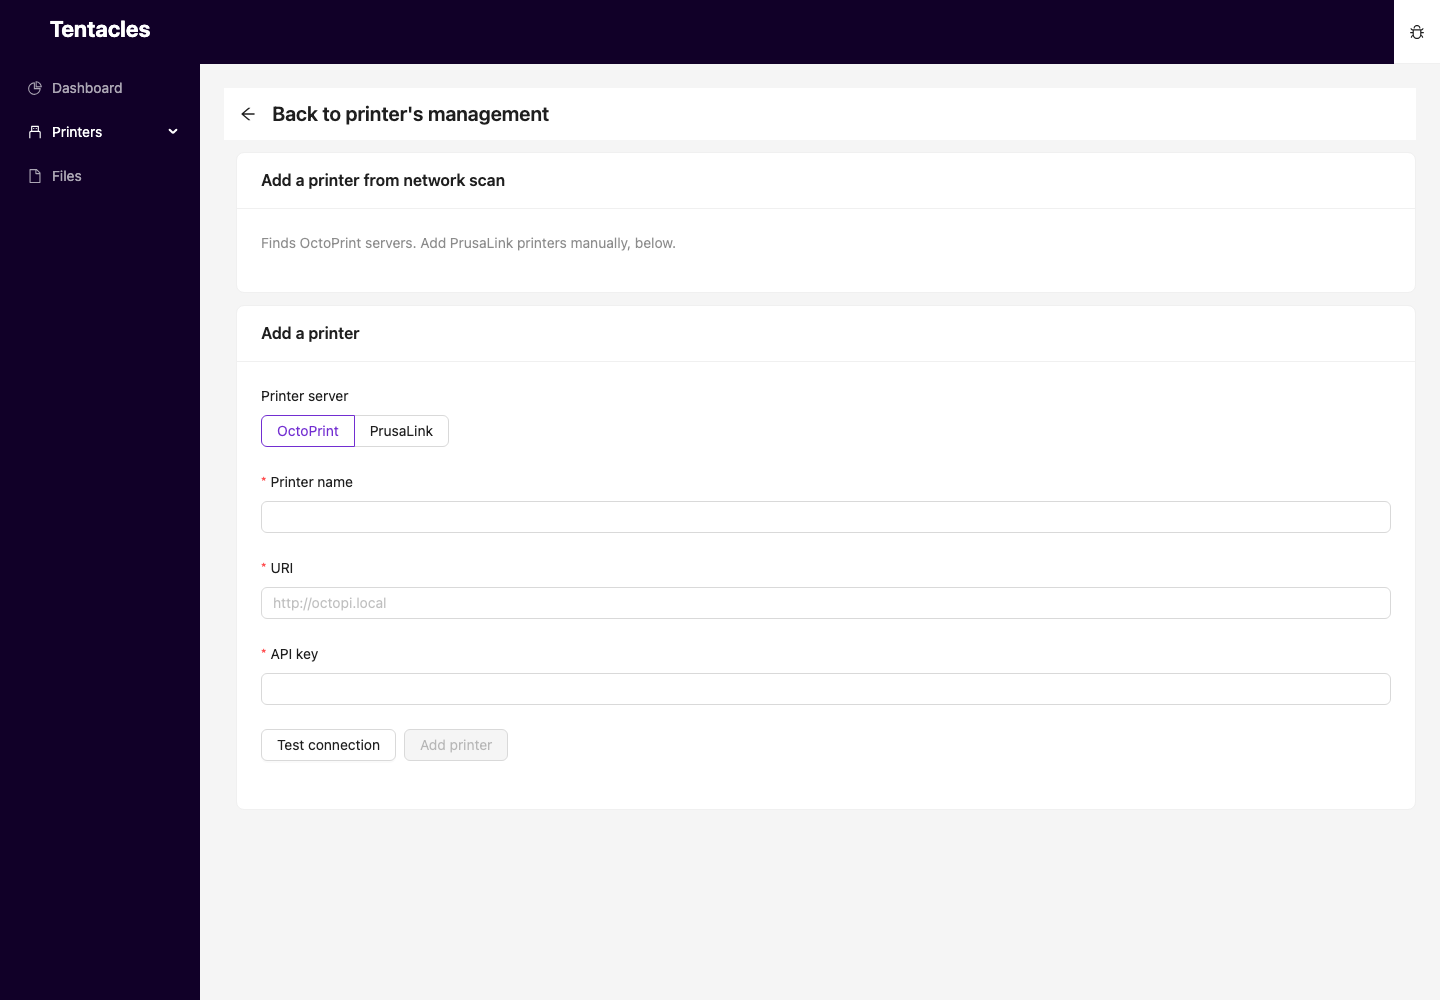 Tentacles
Dashboard
Printers
Files
Back to printer's management
Add a printer from network scan
Finds OctoPrint servers. Add PrusaLink printers manually, below.
Add a printer
Printer server
OctoPrint PrusaLink
* Printer name
* URI
http://octopi.local
* API key
Test connection Add printer